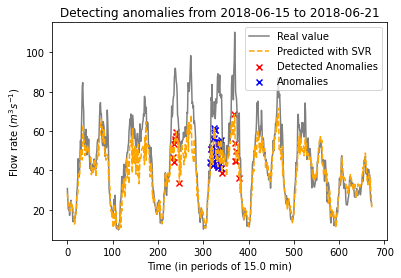 Detecting anomalies from 2018-06-15 to 2018-06-21
Real value
Predicted with SVR
Detected Anomalies
Anomalies
Flow rate (m³s⁻¹)
100
80
60
40
20
0 100 200 300 400 500 600 700
Time (in periods of 15.0 min)